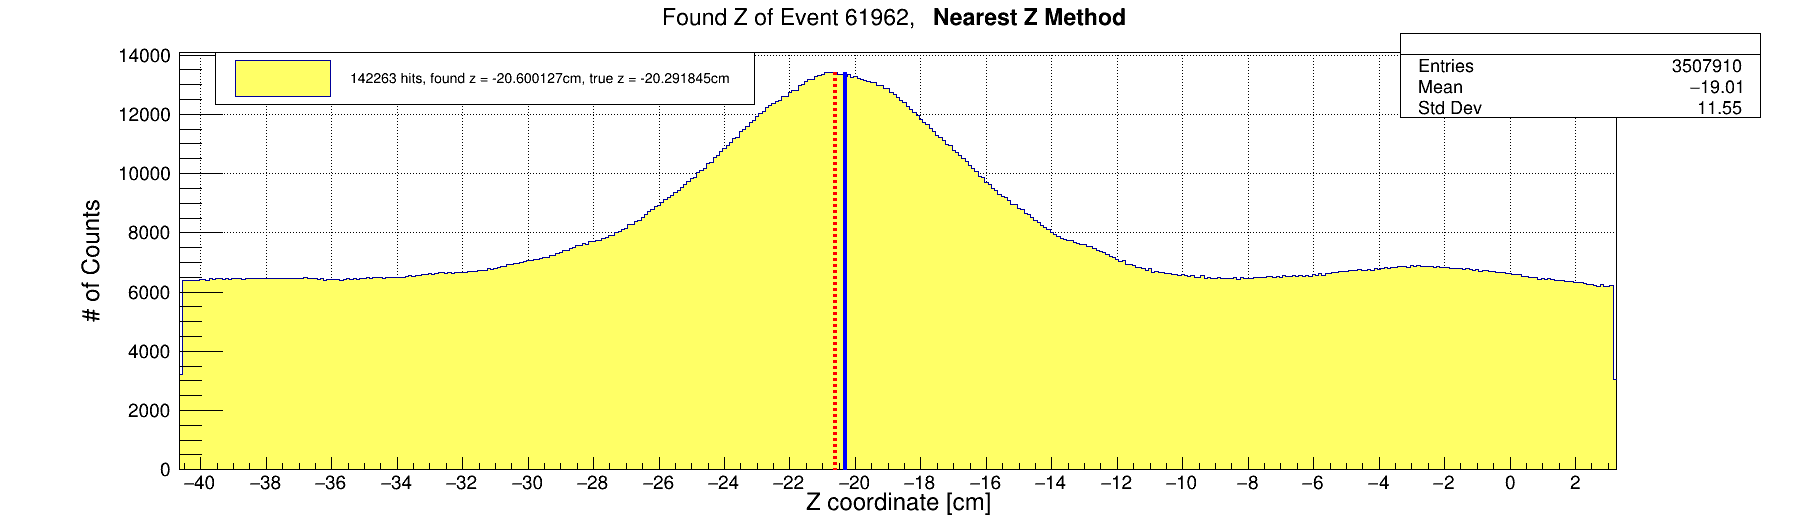 Found Z of Event 61962, Nearest Z Method
142263 hits, found z = -20.600127cm, true z = -20.291845cm
Entries 3507910
Mean −19.01
Std Dev 11.55
# of Counts
14000
12000
10000
8000
6000
4000
2000
0
−40 −38 −36 −34 −32 −30 −28 −26 −24 −22 −20 −18 −16 −14 −12 −10 −8 −6 −4 −2 0 2
Z coordinate [cm]